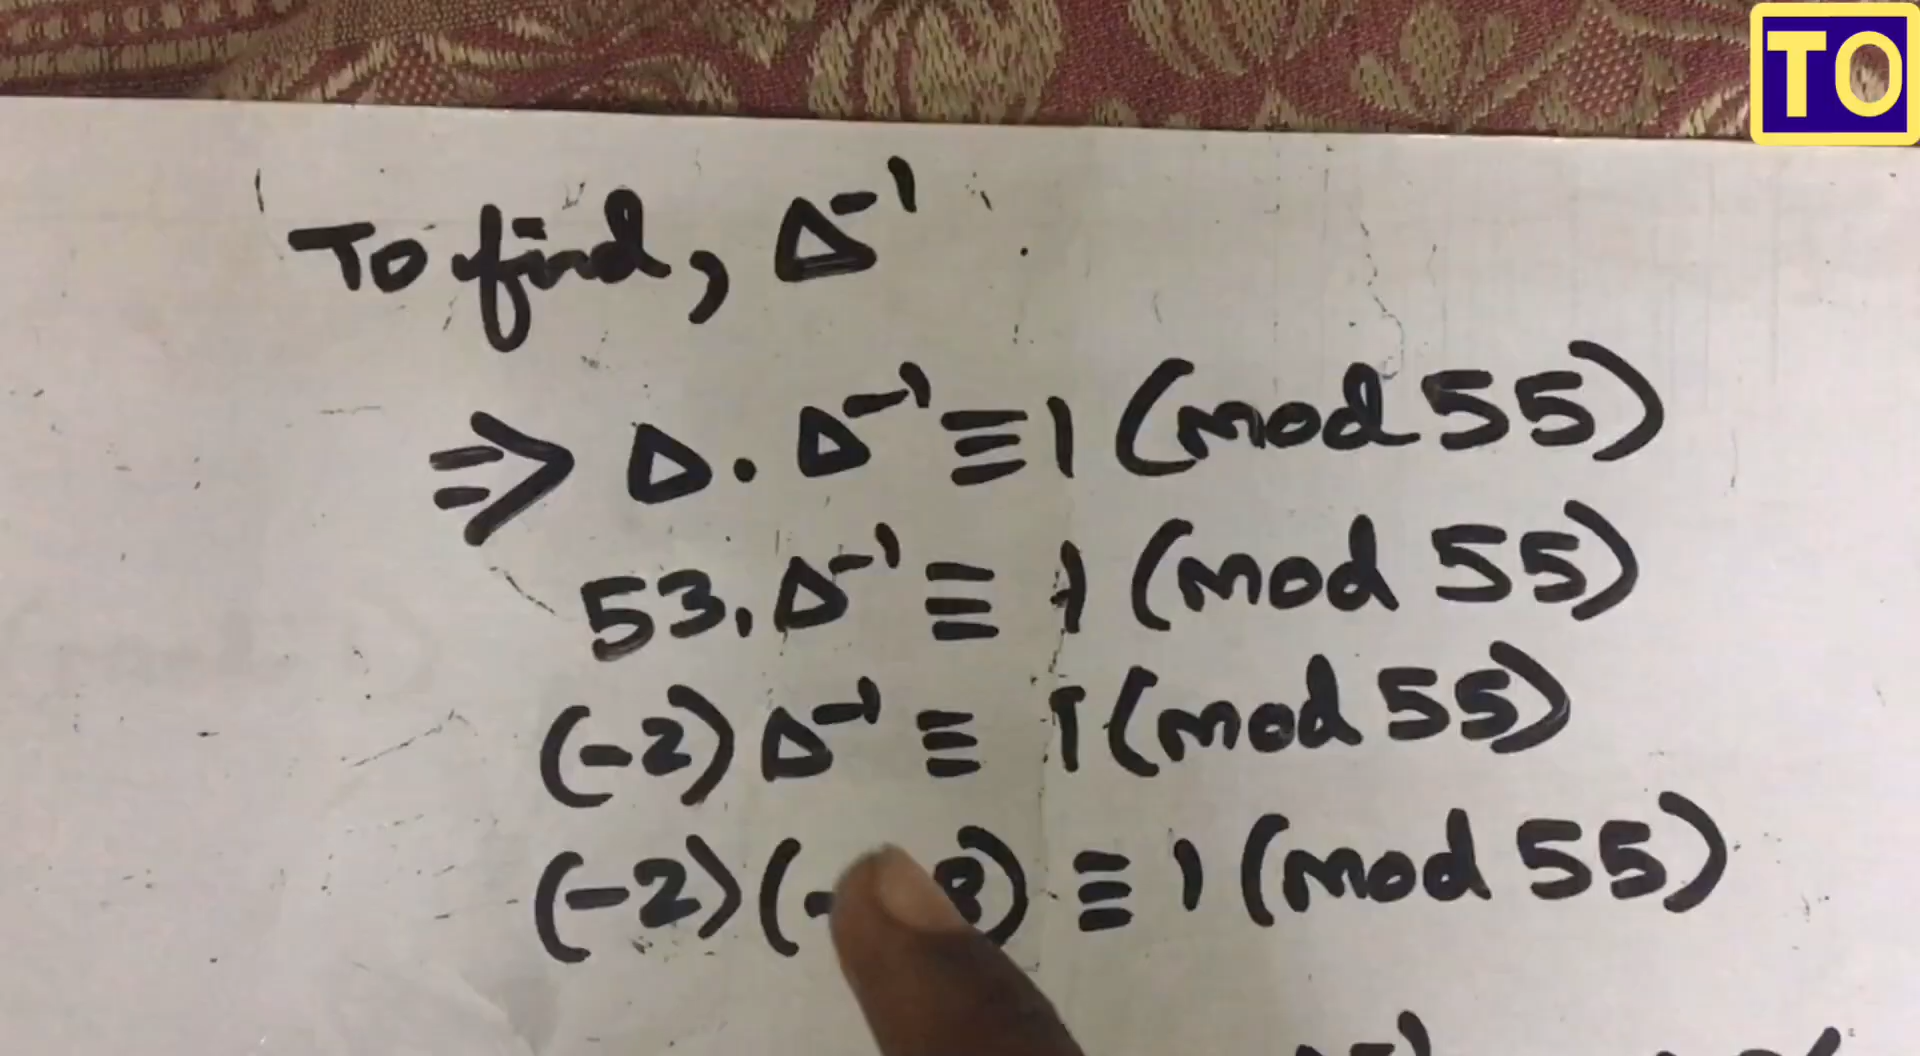 TO
To find, Δ⁻¹
⇒ Δ . Δ⁻¹ ≡ 1 (mod 55)
53 . Δ⁻¹ ≡ 1 (mod 55)
(-2) Δ⁻¹ ≡ 1 (mod 55)
(-2) (- 8) ≡ 1 (mod 55)